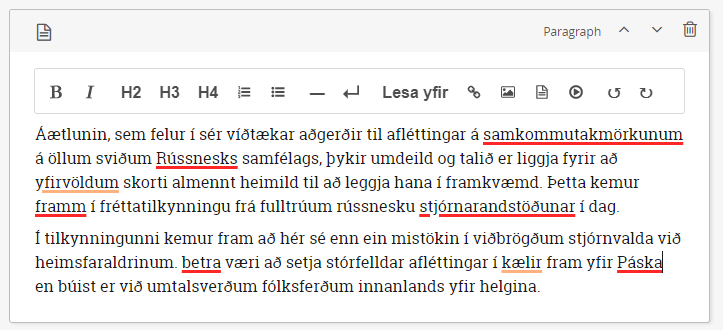 Paragraph
B I H2 H3 H4 Lesa yfir
Áætlunin, sem felur í sér víðtækar aðgerðir til afléttingar á samkommutakmörkunum
á öllum sviðum Rússnesks samfélags, þykir umdeild og talið er liggja fyrir að
yfirvöldum skorti almennt heimild til að leggja hana í framkvæmd. Þetta kemur
framm í fréttatilkynningu frá fulltrúum rússnesku stjórnarandstöðunar í dag.
Í tilkynningunni kemur fram að hér sé enn ein mistökin í viðbrögðum stjórnvalda við
heimsfaraldrinum. betra væri að setja stórfelldar afléttingar í kælir fram yfir Páska
en búist er við umtalsverðum fólksferðum innanlands yfir helgina.